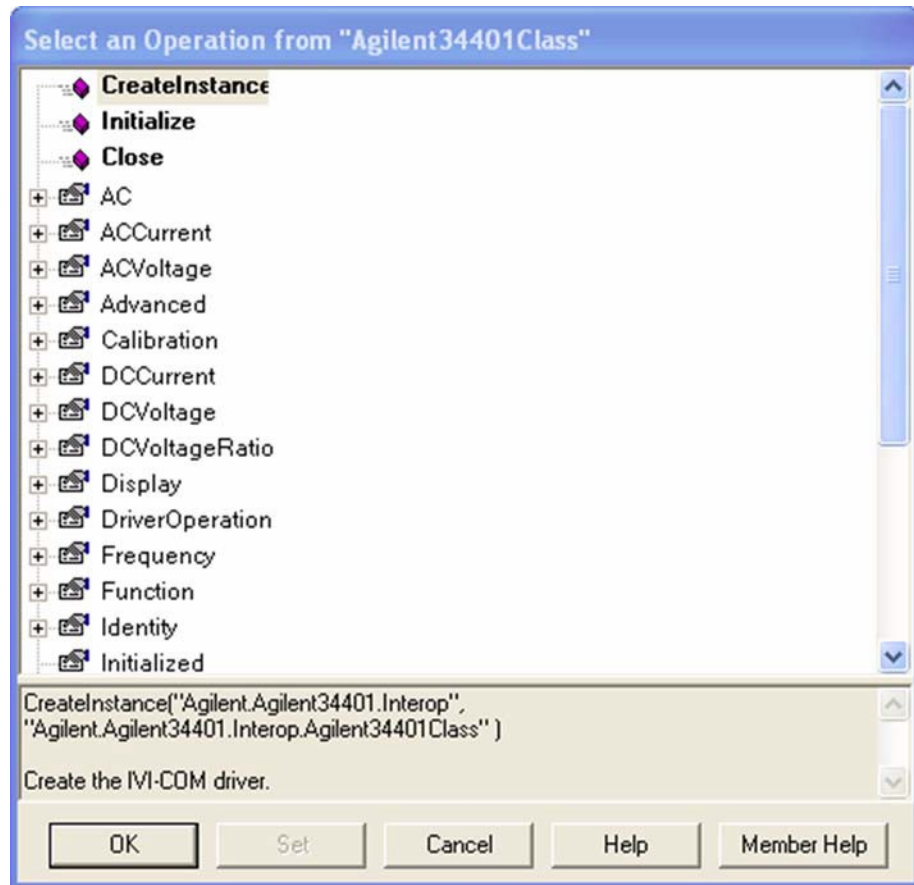 Select an Operation from "Agilent34401Class"
CreateInstance
Initialize
Close
AC
ACCurrent
ACVoltage
Advanced
Calibration
DCCurrent
DCVoltage
DCVoltageRatio
Display
DriverOperation
Frequency
Function
Identity
Initialized
CreateInstance("Agilent.Agilent34401.Interop",
"Agilent.Agilent34401.Interop.Agilent34401Class" )
Create the IVI-COM driver.
OK Set Cancel Help Member Help